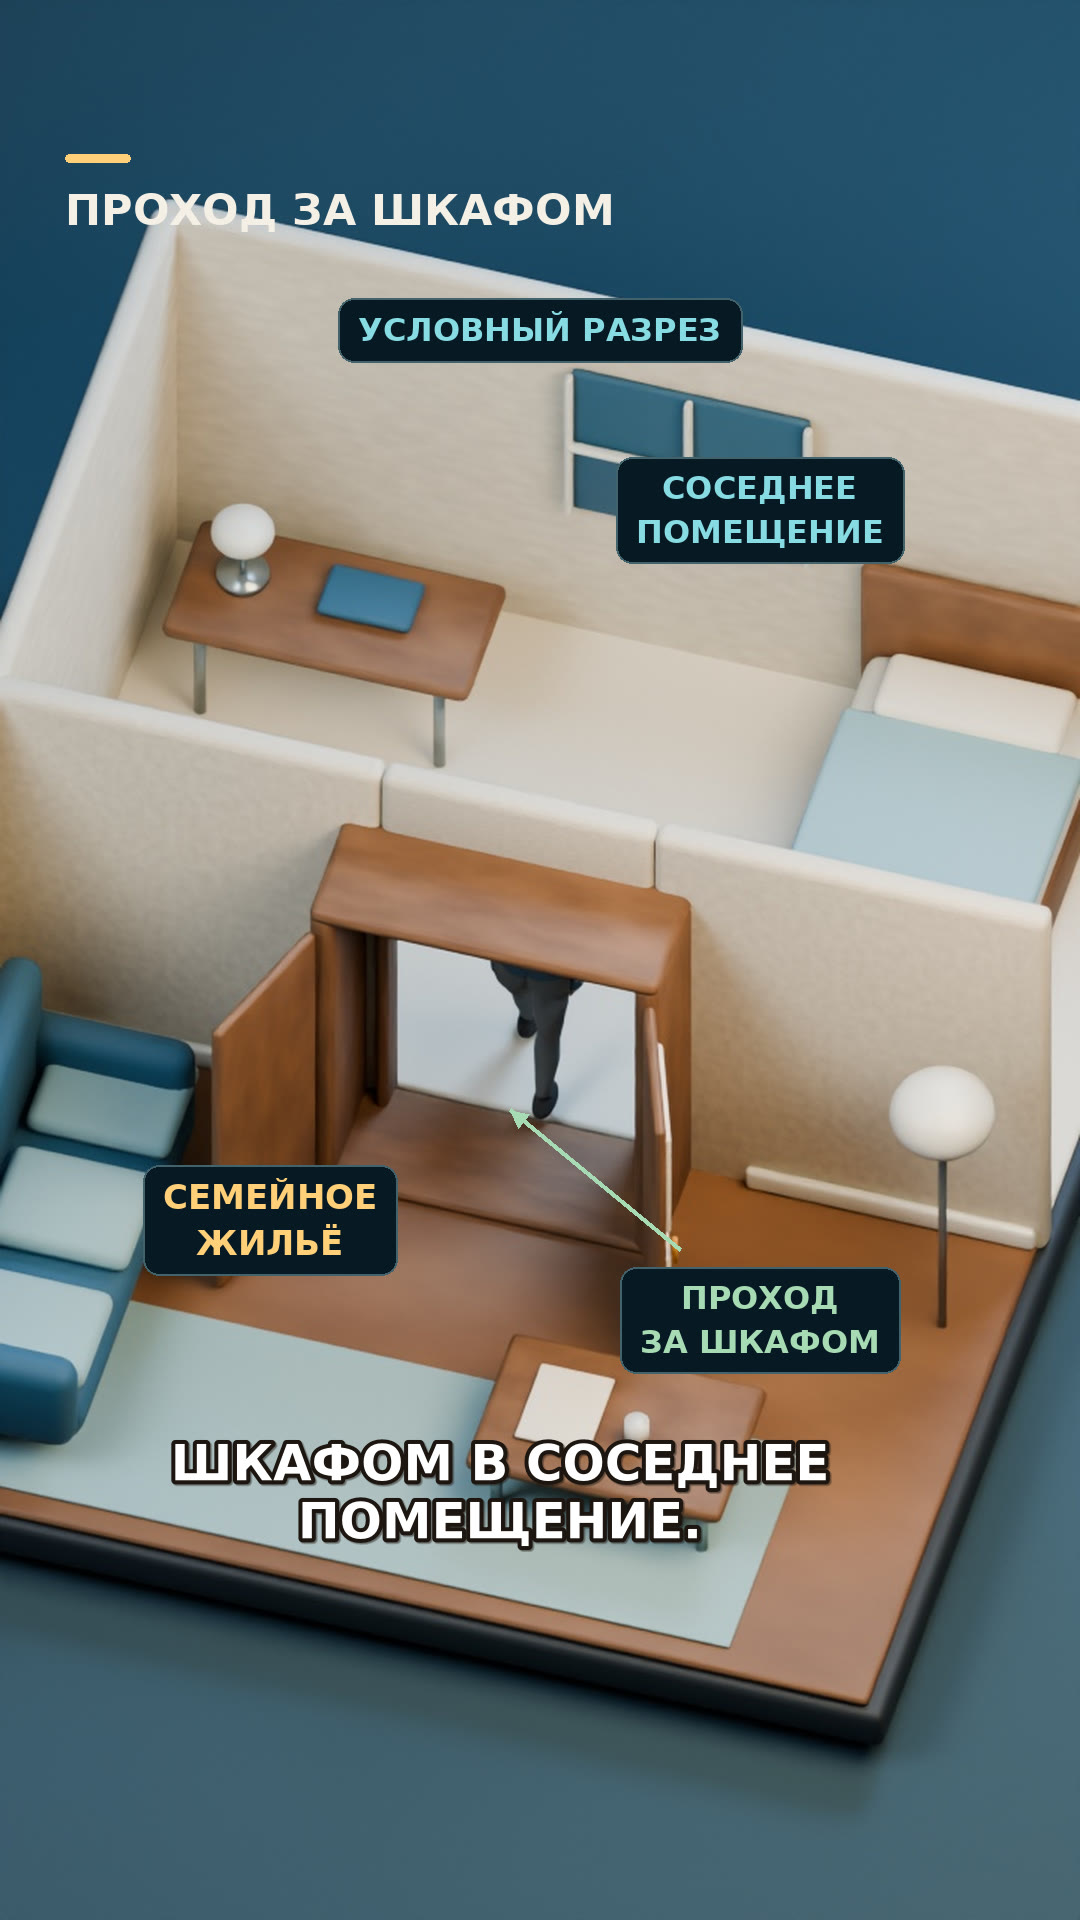 ПРОХОД ЗА ШКАФОМ
УСЛОВНЫЙ РАЗРЕЗ
СОСЕДНЕЕ
ПОМЕЩЕНИЕ
СЕМЕЙНОЕ
ЖИЛЬЁ
ПРОХОД
ЗА ШКАФОМ
ШКАФОМ В СОСЕДНЕЕ
ПОМЕЩЕНИЕ.